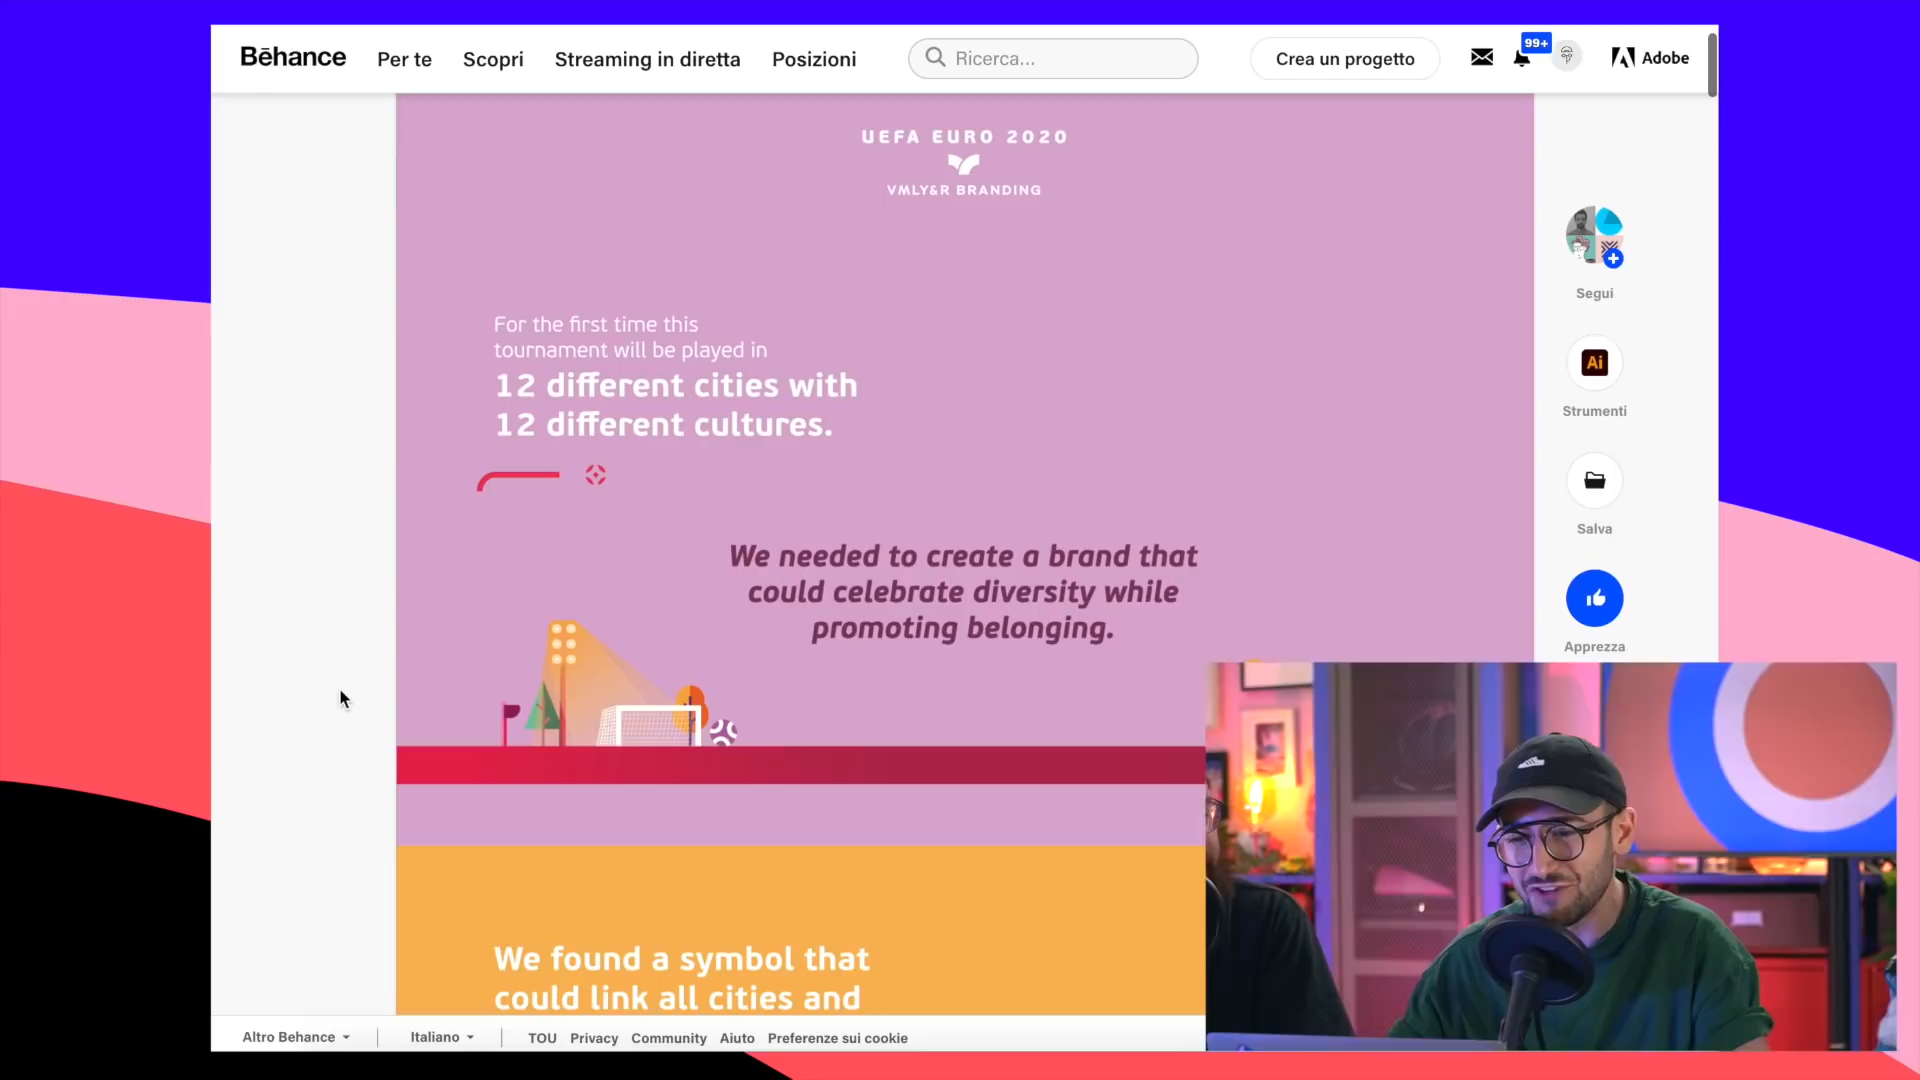 Bēhance
Per te
Scopri
Streaming in diretta
Posizioni
Ricerca...
Crea un progetto
99+
Adobe
UEFA EURO 2020
VMLY&R BRANDING
For the first time this
tournament will be played in
12 different cities with
12 different cultures.
We needed to create a brand that
could celebrate diversity while
promoting belonging.
We found a symbol that
could link all cities and
Segui
Ai
Strumenti
Salva
Apprezza
Altro Behance
Italiano
TOU
Privacy
Community
Aiuto
Preferenze sui cookie